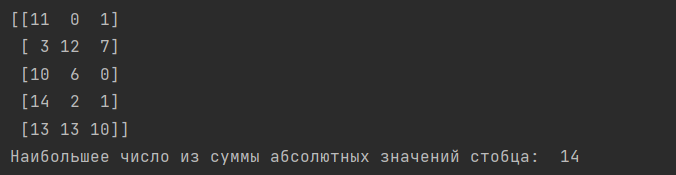 [[11  0  1]
 [ 3 12  7]
 [10  6  0]
 [14  2  1]
 [13 13 10]]
Наибольшее число из суммы абсолютных значений стобца:  14